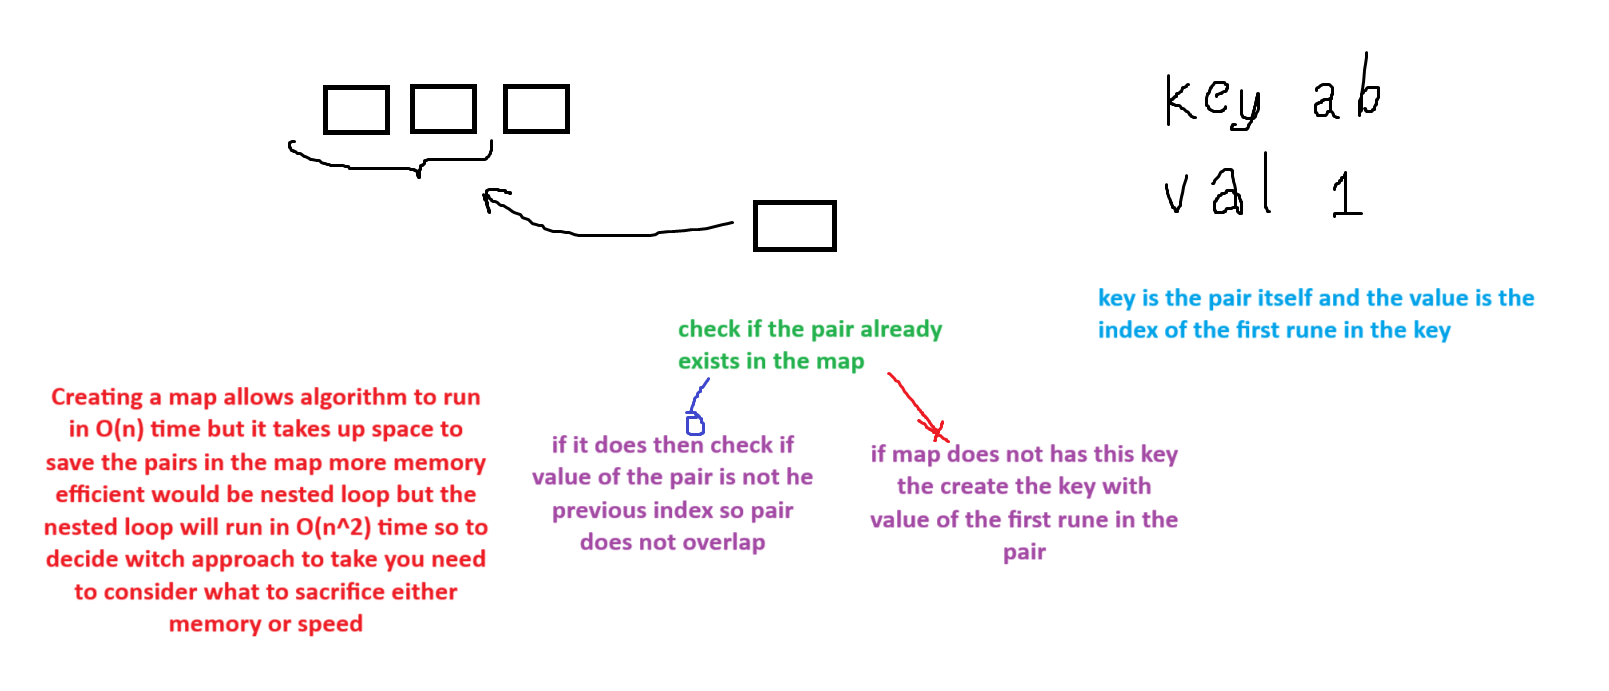 key ab
val 1
key is the pair itself and the value is the
index of the first rune in the key
check if the pair already
exists in the map
Creating a map allows algorithm to run
in O(n) time but it takes up space to
save the pairs in the map more memory
efficient would be nested loop but the
nested loop will run in O(n^2) time so to
decide witch approach to take you need
to consider what to sacrifice either
memory or speed
if it does then check if
value of the pair is not he
previous index so pair
does not overlap
if map does not has this key
the create the key with
value of the first rune in the
pair